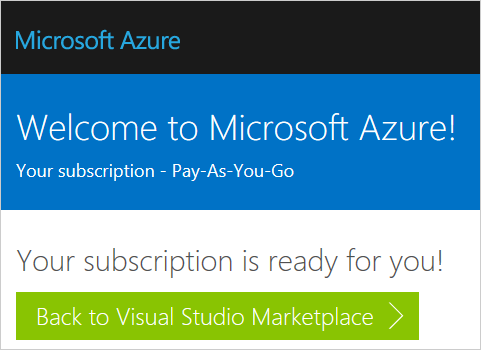 Microsoft Azure
Welcome to Microsoft Azure!
Your subscription - Pay-As-You-Go
Your subscription is ready for you!
Back to Visual Studio Marketplace